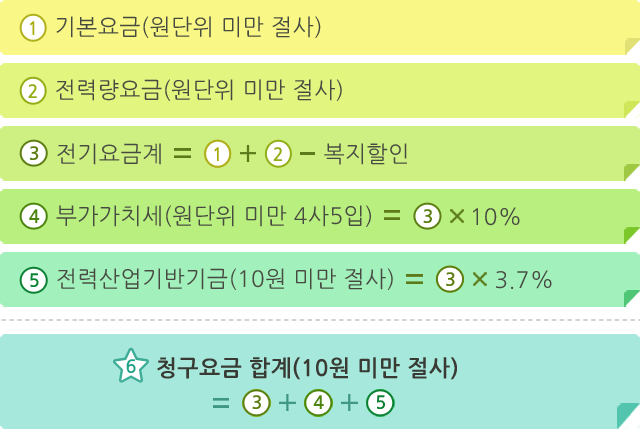 ① 기본요금(원단위 미만 절사)
② 전력량요금(원단위 미만 절사)
③ 전기요금계 = ① + ② − 복지할인
④ 부가가치세(원단위 미만 4사5입) = ③ × 10%
⑤ 전력산업기반기금(10원 미만 절사) = ③ × 3.7%
6 청구요금 합계(10원 미만 절사)
= ③ + ④ + ⑤